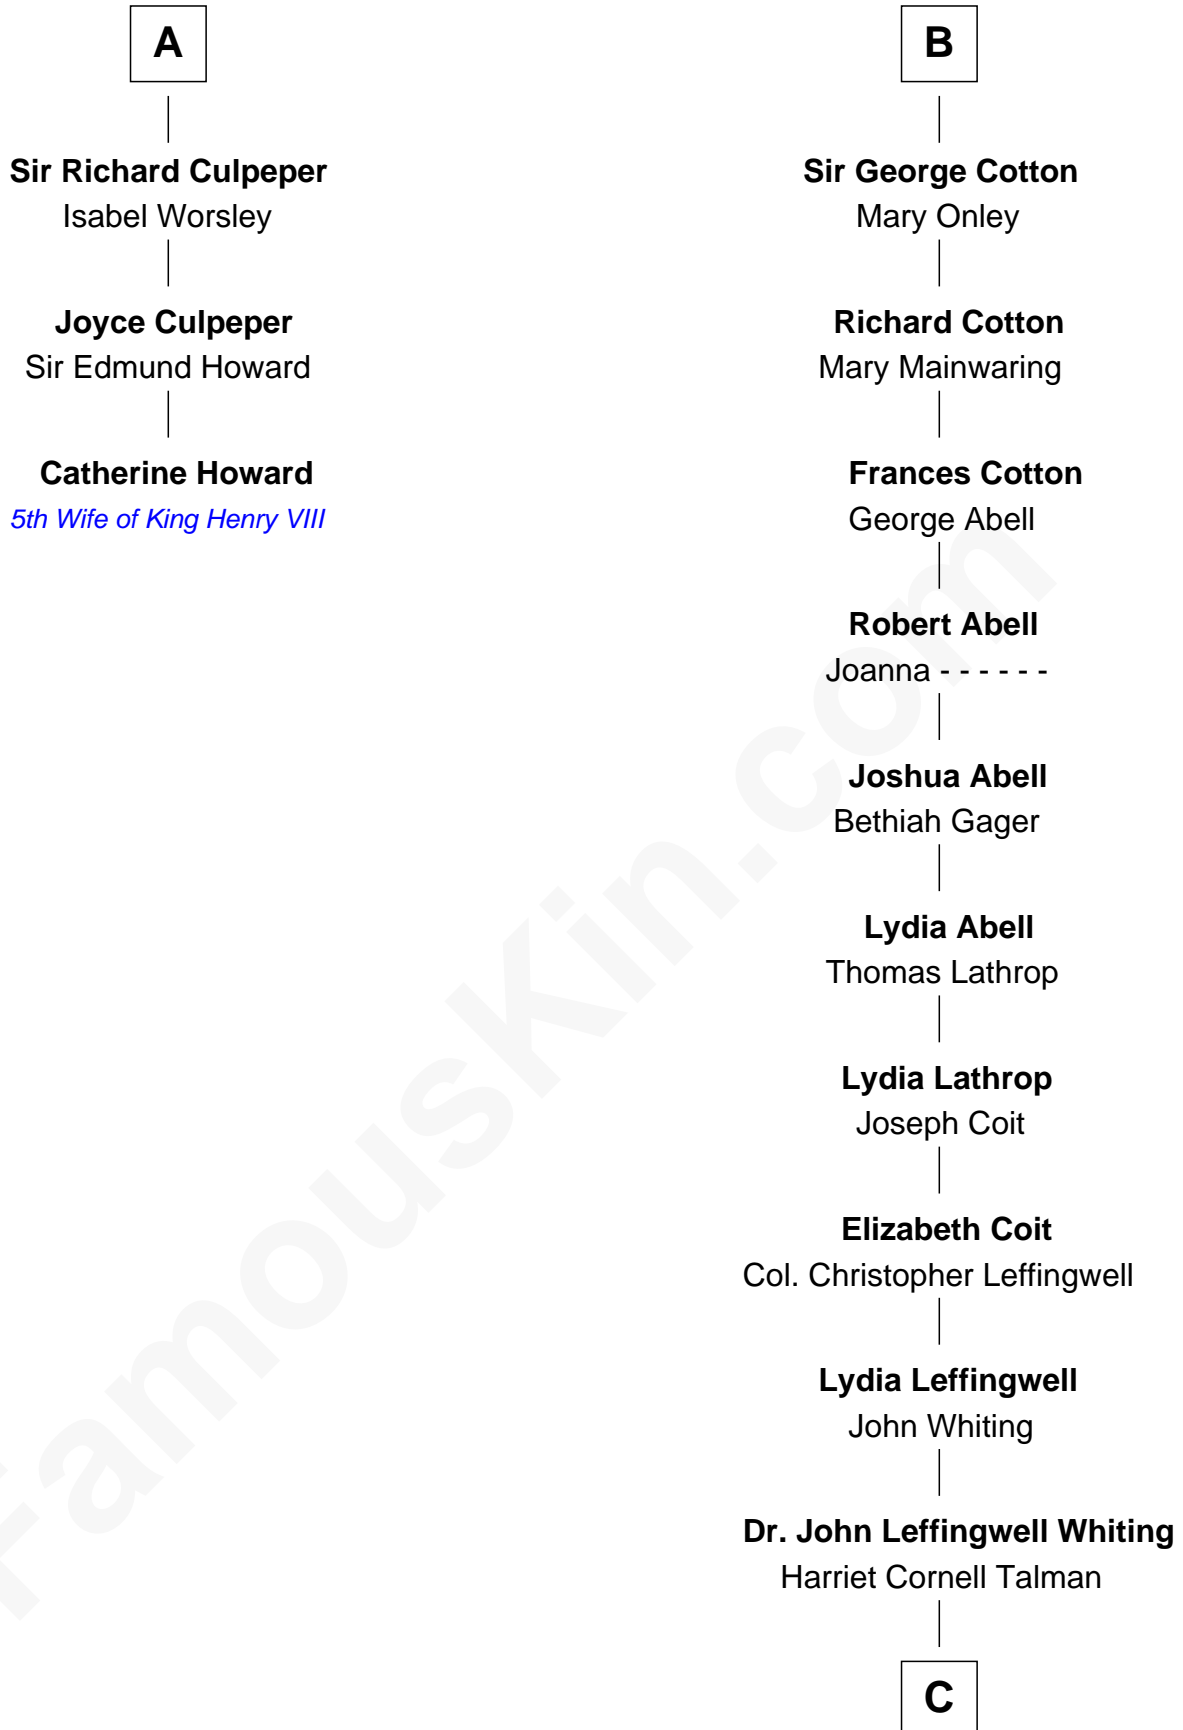 A
Sir Richard Culpeper
Isabel Worsley
Joyce Culpeper
Sir Edmund Howard
Catherine Howard
5th Wife of King Henry VIII
B
Sir George Cotton
Mary Onley
Richard Cotton
Mary Mainwaring
Frances Cotton
George Abell
Robert Abell
Joanna - - - - - -
Joshua Abell
Bethiah Gager
Lydia Abell
Thomas Lathrop
Lydia Lathrop
Joseph Coit
Elizabeth Coit
Col. Christopher Leffingwell
Lydia Leffingwell
John Whiting
Dr. John Leffingwell Whiting
Harriet Cornell Talman
C
FamousKin.com